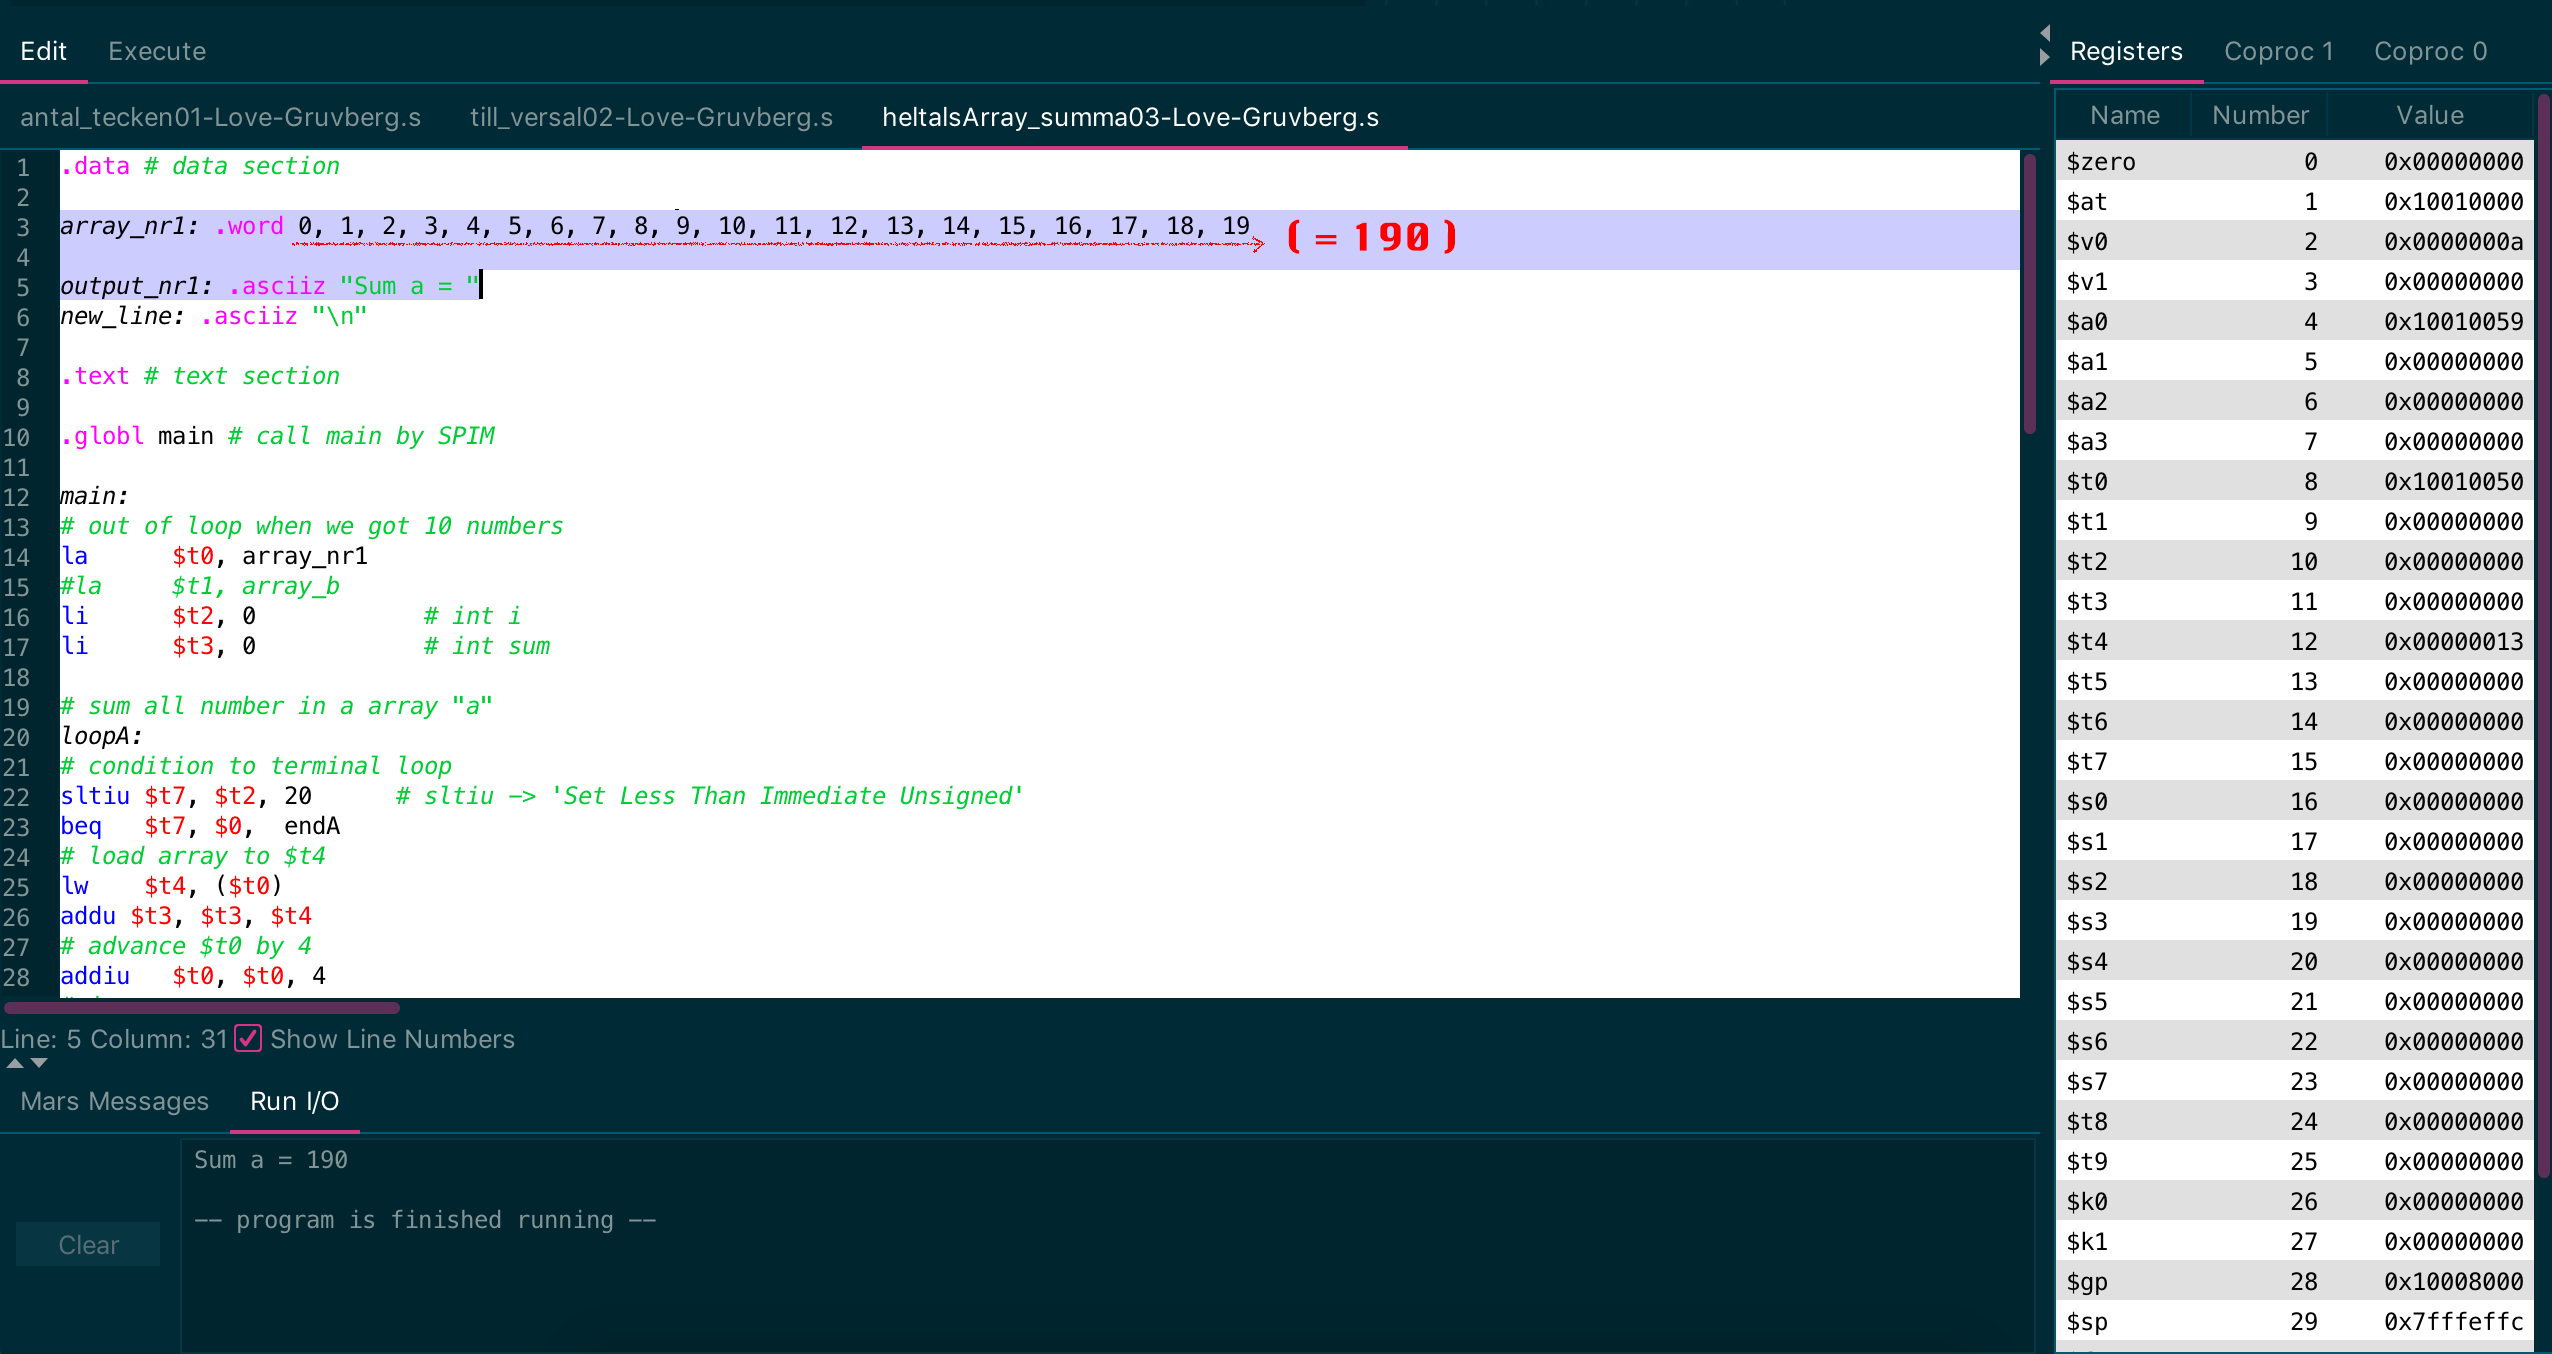 Edit Execute
antal_tecken01-Love-Gruvberg.s till_versal02-Love-Gruvberg.s heltalsArray_summa03-Love-Gruvberg.s
1 .data # data section
2
3 array_nr1: .word 0, 1, 2, 3, 4, 5, 6, 7, 8, 9, 10, 11, 12, 13, 14, 15, 16, 17, 18, 19 (=190)
4
5 output_nr1: .asciiz "Sum a = "
6 new_line: .asciiz "\n"
7
8 .text # text section
9
10 .globl main # call main by SPIM
11
12 main:
13 # out of loop when we got 10 numbers
14 la $t0, array_nr1
15 #la $t1, array_b
16 li $t2, 0 # int i
17 li $t3, 0 # int sum
18
19 # sum all number in a array "a"
20 loopA:
21 # condition to terminal loop
22 sltiu $t7, $t2, 20 # sltiu -> 'Set Less Than Immediate Unsigned'
23 beq $t7, $0, endA
24 # load array to $t4
25 lw $t4, ($t0)
26 addu $t3, $t3, $t4
27 # advance $t0 by 4
28 addiu $t0, $t0, 4
Line: 5 Column: 31 Show Line Numbers
Mars Messages Run I/O
Clear
Sum a = 190
-- program is finished running --
Registers Coproc 1 Coproc 0
Name Number Value
$zero 0 0x00000000
$at 1 0x10010000
$v0 2 0x0000000a
$v1 3 0x00000000
$a0 4 0x10010059
$a1 5 0x00000000
$a2 6 0x00000000
$a3 7 0x00000000
$t0 8 0x10010050
$t1 9 0x00000000
$t2 10 0x00000000
$t3 11 0x00000000
$t4 12 0x00000013
$t5 13 0x00000000
$t6 14 0x00000000
$t7 15 0x00000000
$s0 16 0x00000000
$s1 17 0x00000000
$s2 18 0x00000000
$s3 19 0x00000000
$s4 20 0x00000000
$s5 21 0x00000000
$s6 22 0x00000000
$s7 23 0x00000000
$t8 24 0x00000000
$t9 25 0x00000000
$k0 26 0x00000000
$k1 27 0x00000000
$gp 28 0x10008000
$sp 29 0x7fffeffc